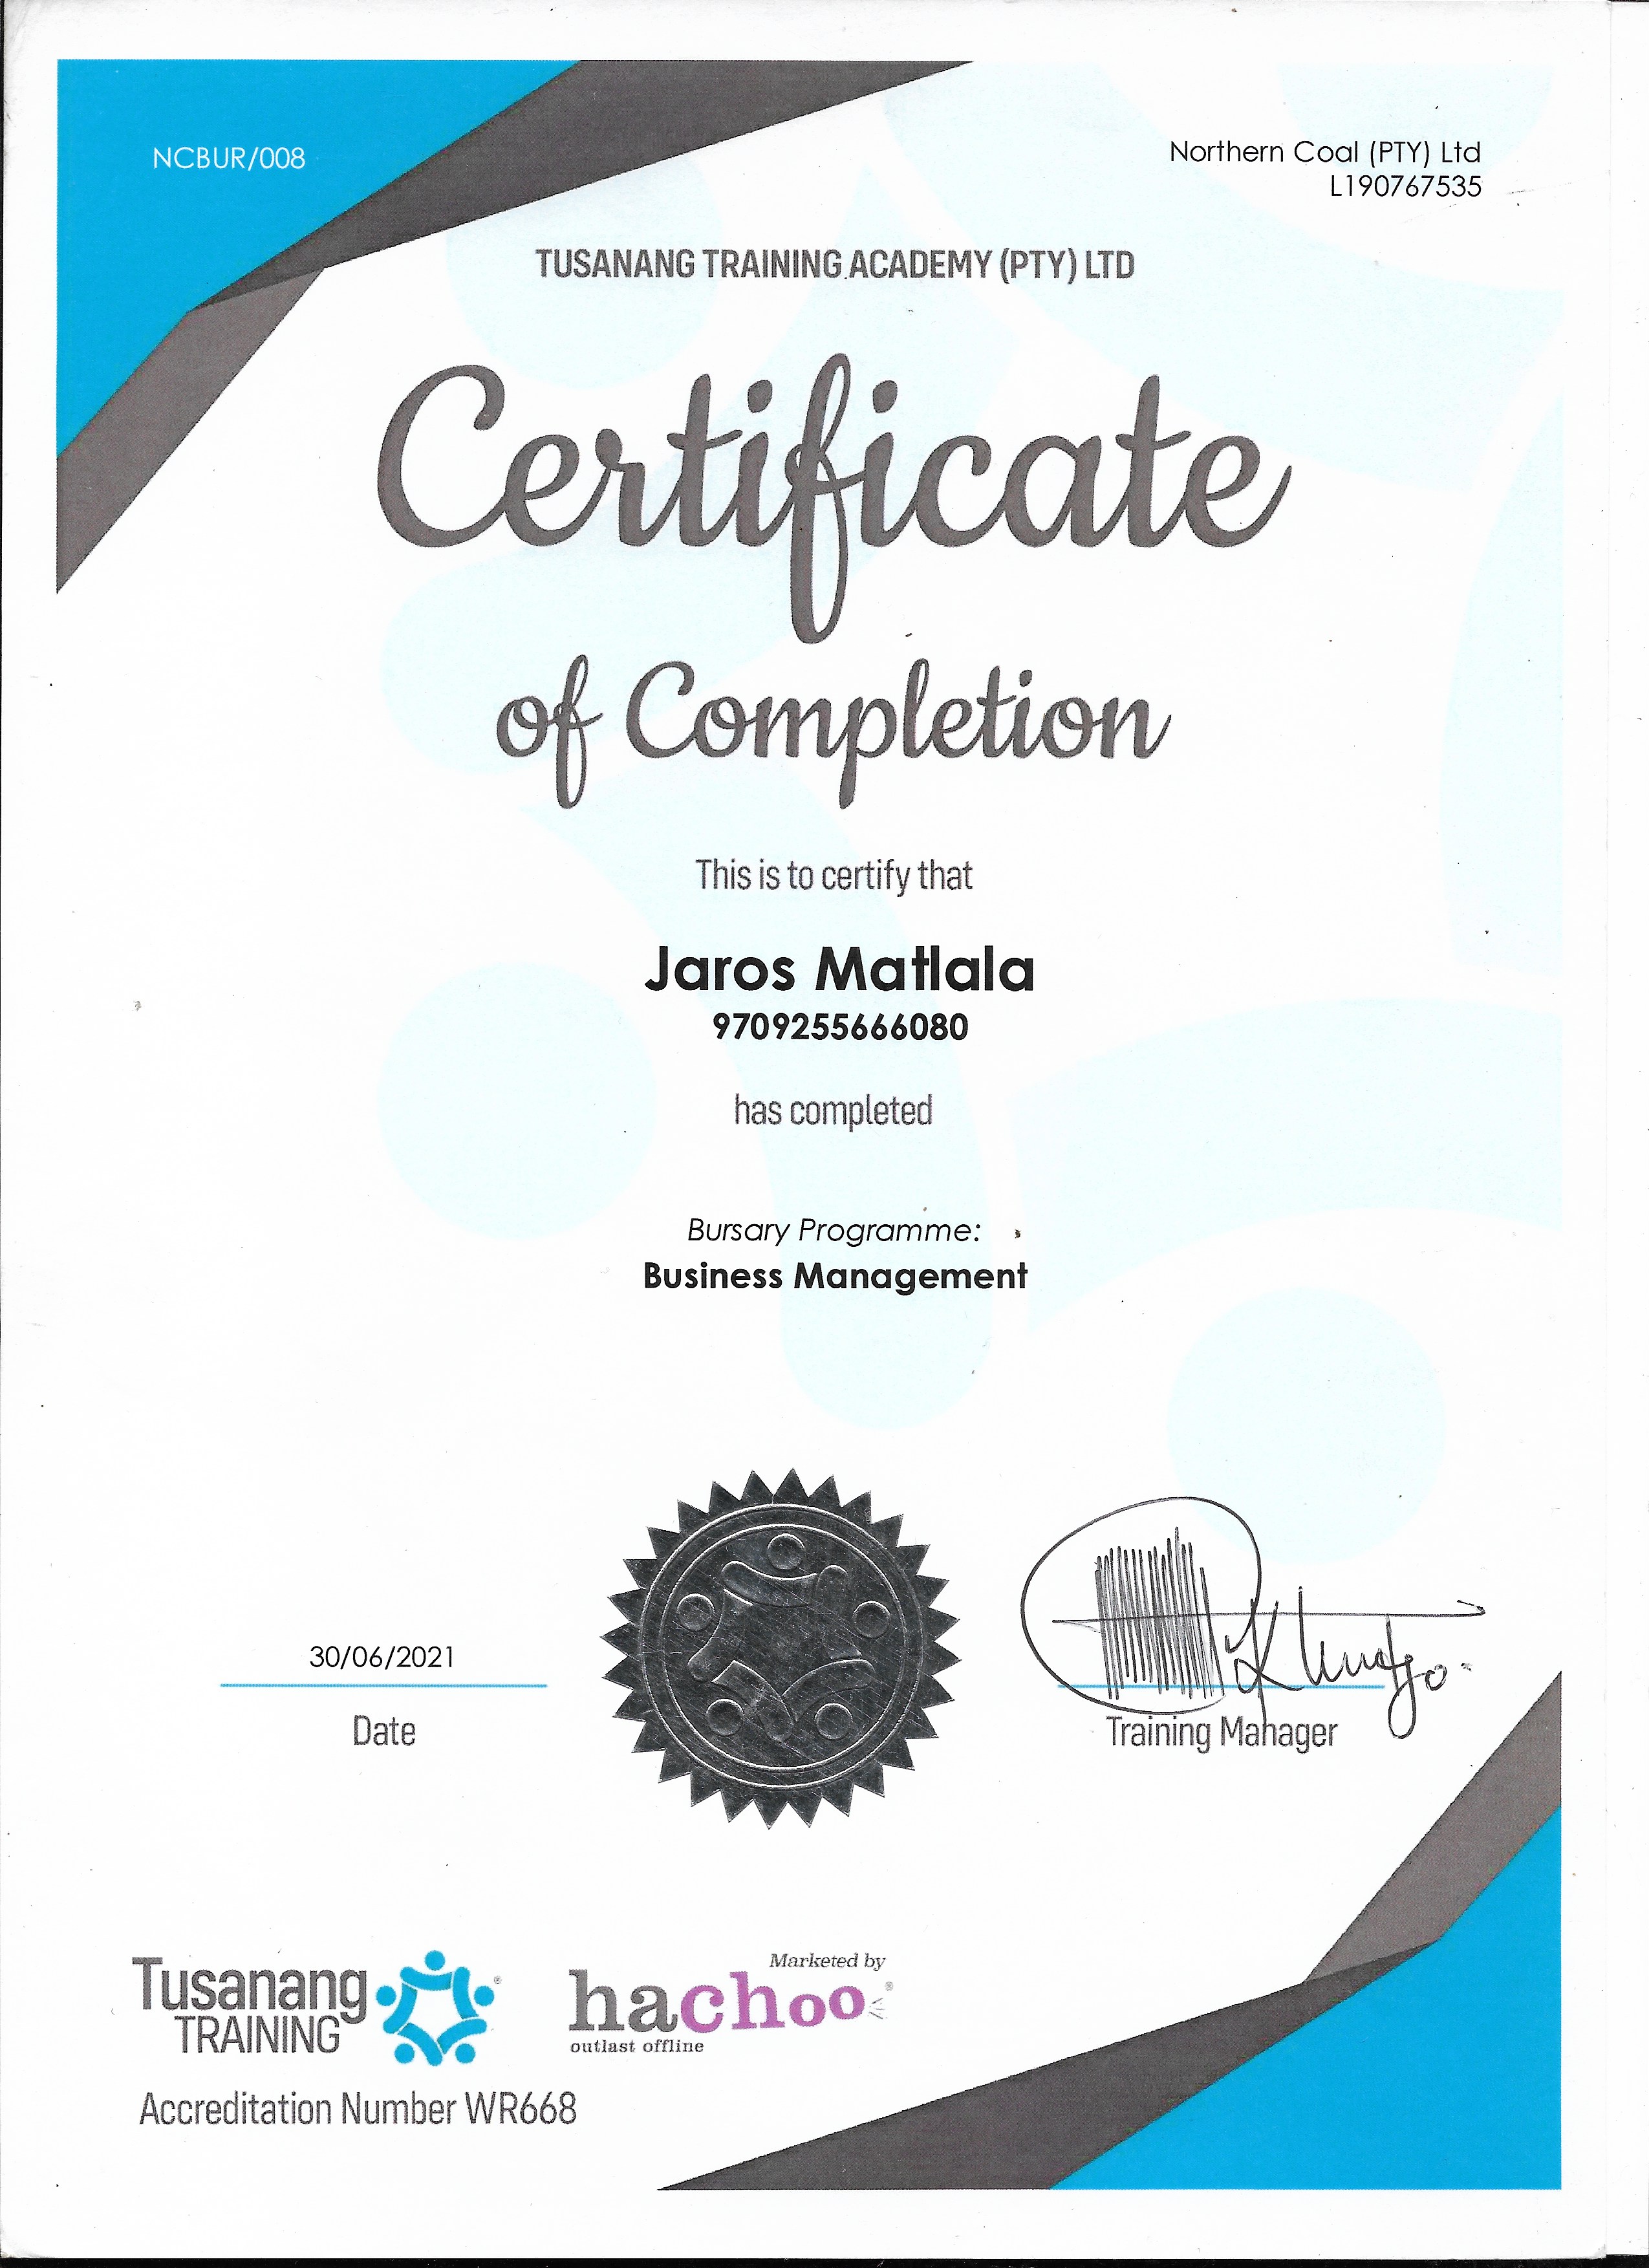 NCBUR/008
Northern Coal (PTY) Ltd
L190767535
TUSANANG TRAINING ACADEMY (PTY) LTD
Certificate
of Completion
This is to certify that
Jaros Matlala
9709255666080
has completed
Bursary Programme:
Business Management
30/06/2021
Date
Training Manager
Tusanang
TRAINING
Marketed by
hachoo
outlast offline
Accreditation Number WR668